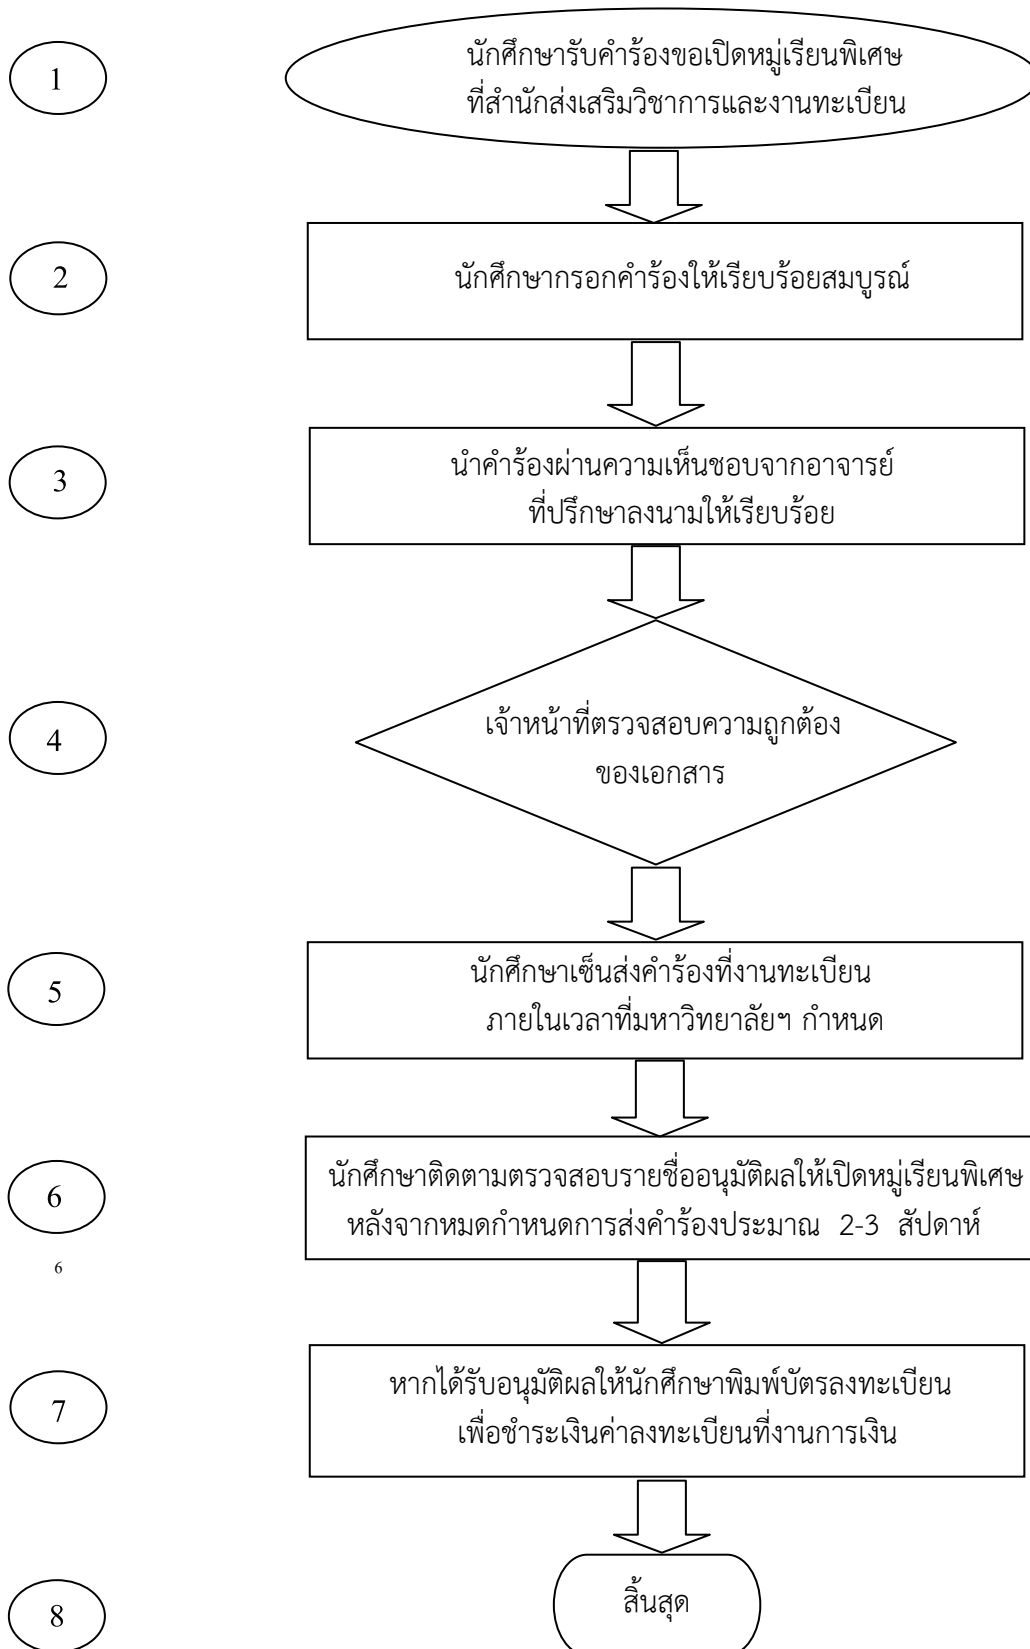 1
นักศึกษารับคำร้องขอเปิดหมู่เรียนพิเศษ
ที่สำนักส่งเสริมวิชาการและงานทะเบียน
2
นักศึกษากรอกคำร้องให้เรียบร้อยสมบูรณ์
3
นำคำร้องผ่านความเห็นชอบจากอาจารย์
ที่ปรึกษาลงนามให้เรียบร้อย
4
เจ้าหน้าที่ตรวจสอบความถูกต้อง
ของเอกสาร
5
นักศึกษาเซ็นส่งคำร้องที่งานทะเบียน
ภายในเวลาที่มหาวิทยาลัยฯ กำหนด
6
นักศึกษาติดตามตรวจสอบรายชื่ออนุมัติผลให้เปิดหมู่เรียนพิเศษ
หลังจากหมดกำหนดการส่งคำร้องประมาณ 2-3 สัปดาห์
6
7
หากได้รับอนุมัติผลให้นักศึกษาพิมพ์บัตรลงทะเบียน
เพื่อชำระเงินค่าลงทะเบียนที่งานการเงิน
8
สิ้นสุด